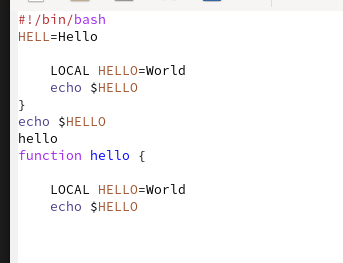 #!/bin/bash
HELL=Hello
LOCAL HELLO=World
echo $HELLO
}
echo $HELLO
hello
function hello {
LOCAL HELLO=World
echo $HELLO